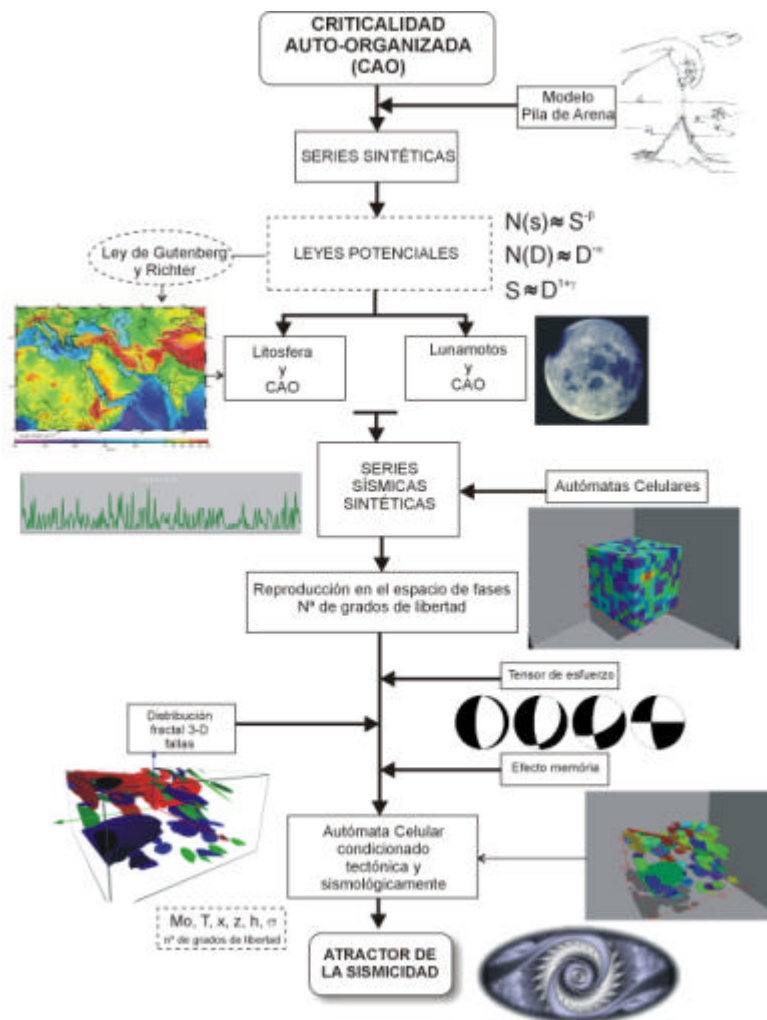 CRITICALIDAD
AUTO-ORGANIZADA
(CAO)
Modelo
Pila de Arena
SERIES SINTÉTICAS
N(s)≈S^-β
N(D)≈D^-α
S≈D^1+γ
LEYES POTENCIALES
Ley de Gutenberg
y Richter
Litosfera
y
CAO
Lunamotos
y
CAO
SERIES
SÍSMICAS
SINTÉTICAS
Autómatas Celulares
Reproducción en el espacio de fases
Nª de grados de libertad
Tensor de esfuerzo
Distribución
fractal 3-D
fallas
Efecto memória
Autómata Celular
condicionado
tectónica y
sismológicamente
Mo, T, x, z, h, σ
nº de grados de libertad
ATRACTOR DE
LA SISMICIDAD